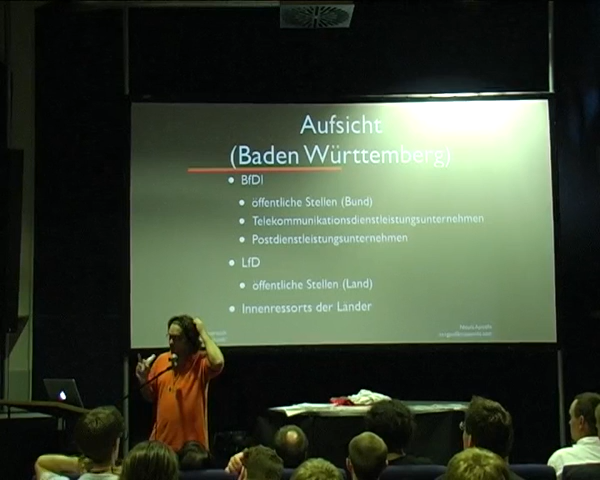 Aufsicht
(Baden Württemberg)
• BfDI
• öffentliche Stellen (Bund)
• Telekommunikationsdienstleistungsunternehmen
• Postdienstleistungsunternehmen
• LfD
• öffentliche Stellen (Land)
• Innenressorts der Länder